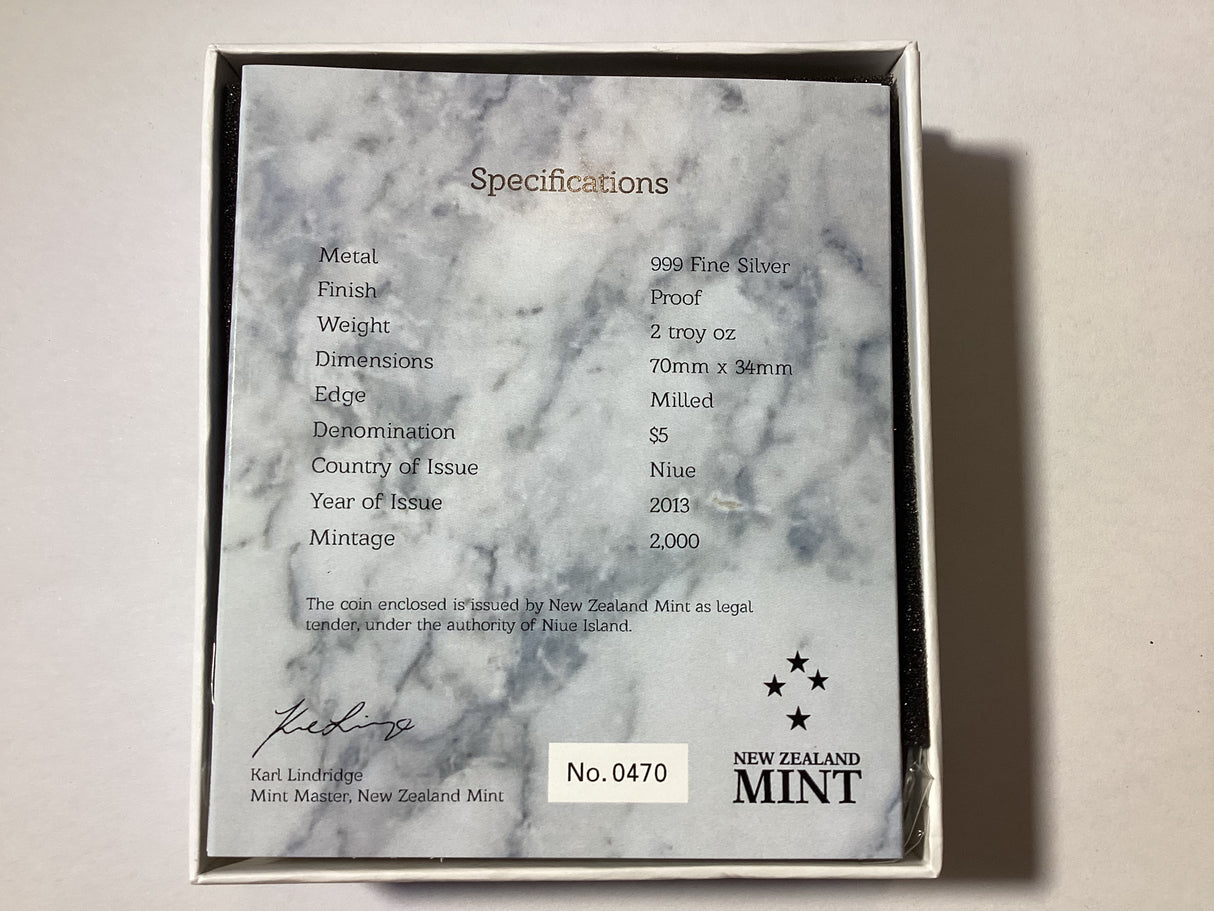 Specifications
Metal 999 Fine Silver
Finish Proof
Weight 2 troy oz
Dimensions 70mm x 34mm
Edge Milled
Denomination $5
Country of Issue Niue
Year of Issue 2013
Mintage 2,000
The coin enclosed is issued by New Zealand Mint as legal
tender, under the authority of Niue Island.
Karl Lindridge
Mint Master, New Zealand Mint
No. 0470
NEW ZEALAND
MINT